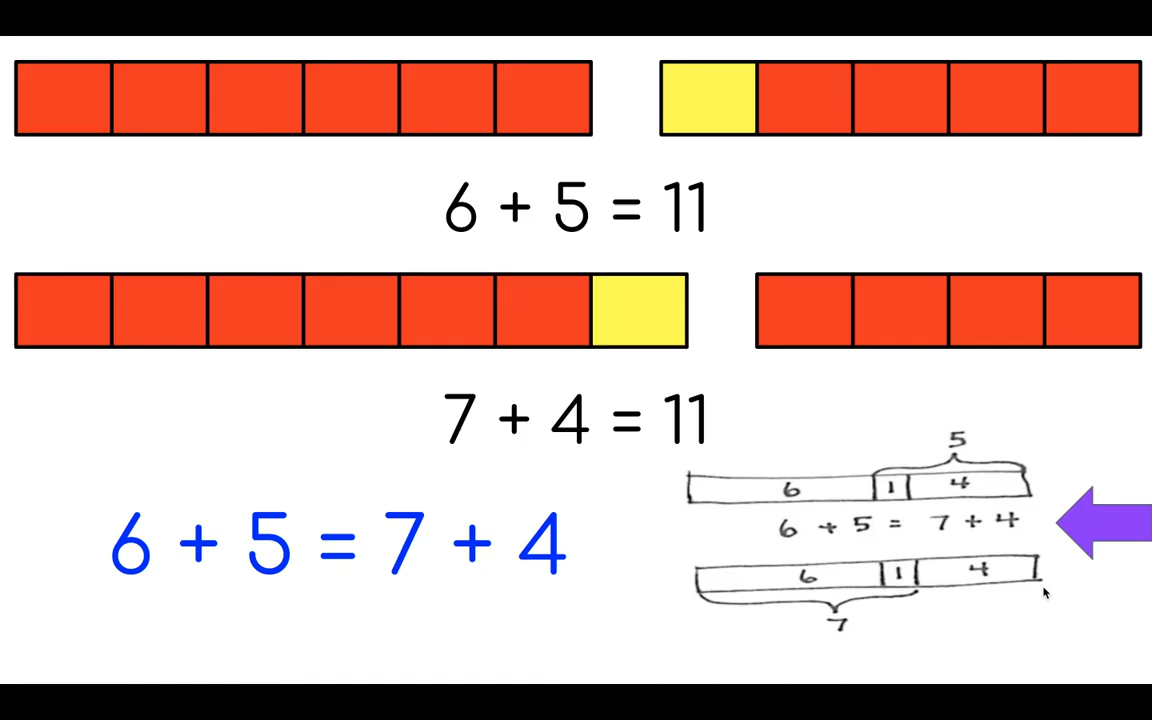 6 + 5 = 11
7 + 4 = 11
6 + 5 = 7 + 4
5
6 1 4
6 + 5 = 7 + 4
6 1 4
7